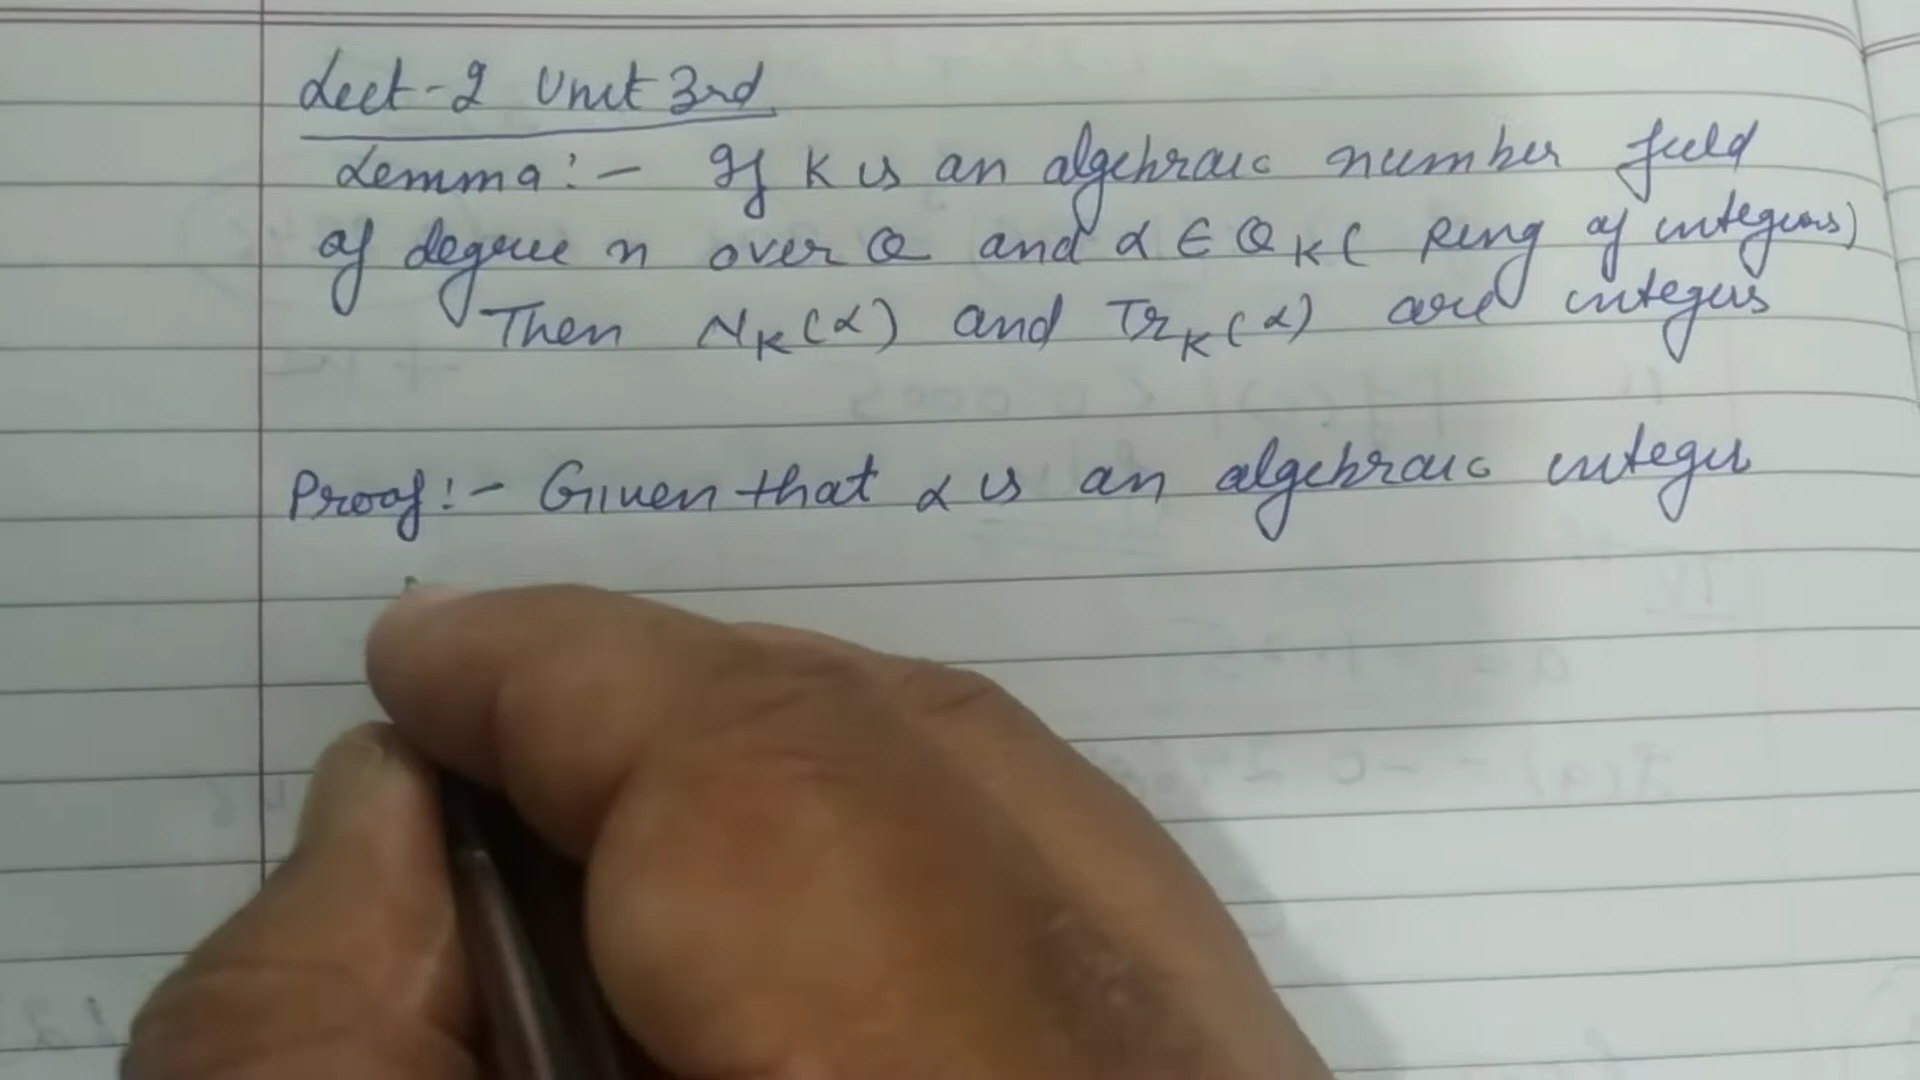 Lect-2 Unit 3rd
Lemma:- If K is an algebraic number field
of degree n over Q and α ∈ O_K ( Ring of integers)
Then N_K(α) and Tr_K(α) are integers
Proof:- Given that α is an algebraic integer